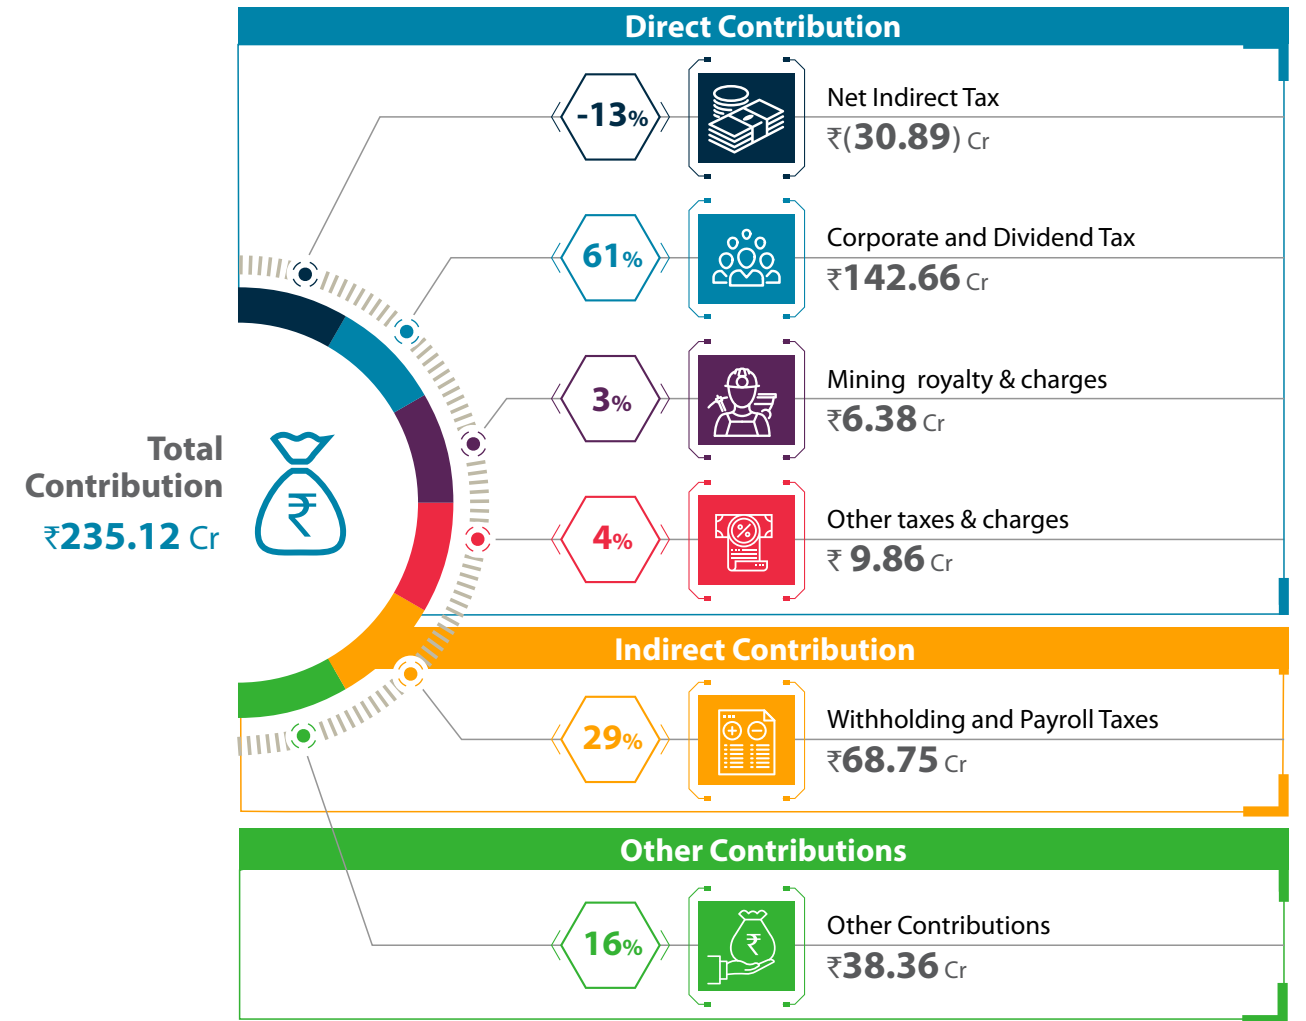 Direct Contribution
-13%
Net Indirect Tax
₹(30.89) Cr
61%
Corporate and Dividend Tax
₹142.66 Cr
3%
Mining royalty & charges
₹6.38 Cr
4%
Other taxes & charges
₹ 9.86 Cr
Total
Contribution
₹235.12 Cr
₹
Indirect Contribution
29%
Withholding and Payroll Taxes
₹68.75 Cr
Other Contributions
16%
₹
Other Contributions
₹38.36 Cr